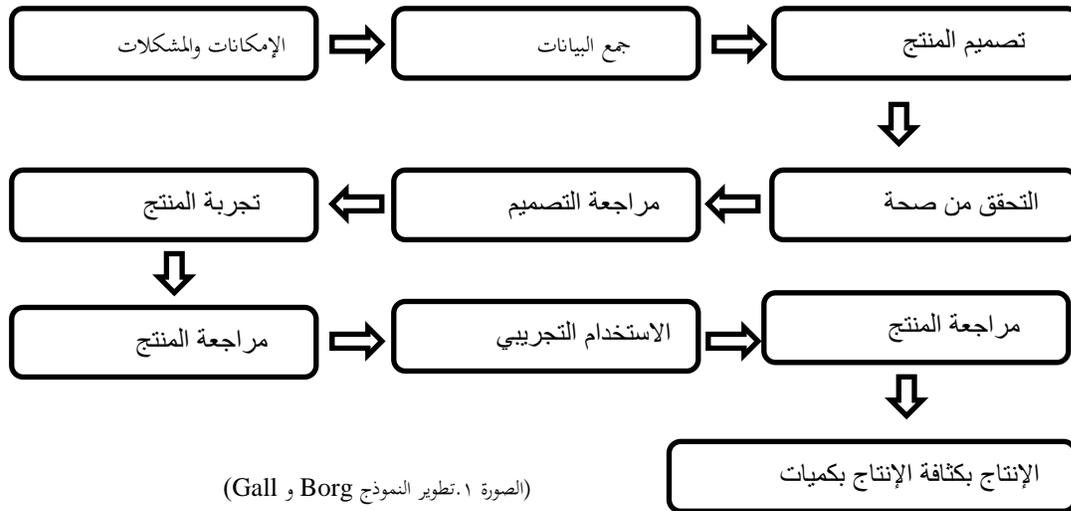 الإمكانات والمشكلات
جمع البيانات
تصميم المنتج
التحقق من صحة
مراجعة التصميم
تجربة المنتج
مراجعة المنتج
الاستخدام التجريبي
مراجعة المنتج
الإنتاج بكثافة الإنتاج بكميات
(الصورة ١.تطوير النموذج Borg و Gall)